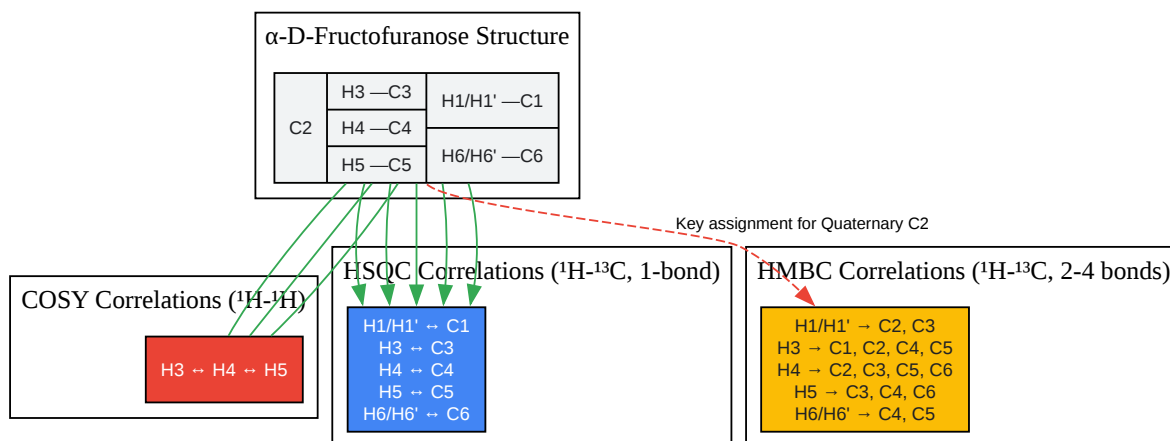 α-D-Fructofuranose Structure
C2
H3 —C3
H4 —C4
H5 —C5
H1/H1' —C1
H6/H6' —C6
Key assignment for Quaternary C2
COSY Correlations (¹H-¹H)
H3 ↔ H4 ↔ H5
HSQC Correlations (¹H-¹³C, 1-bond)
H1/H1' ↔ C1
H3 ↔ C3
H4 ↔ C4
H5 ↔ C5
H6/H6' ↔ C6
HMBC Correlations (¹H-¹³C, 2-4 bonds)
H1/H1' → C2, C3
H3 → C1, C2, C4, C5
H4 → C2, C3, C5, C6
H5 → C3, C4, C6
H6/H6' → C4, C5